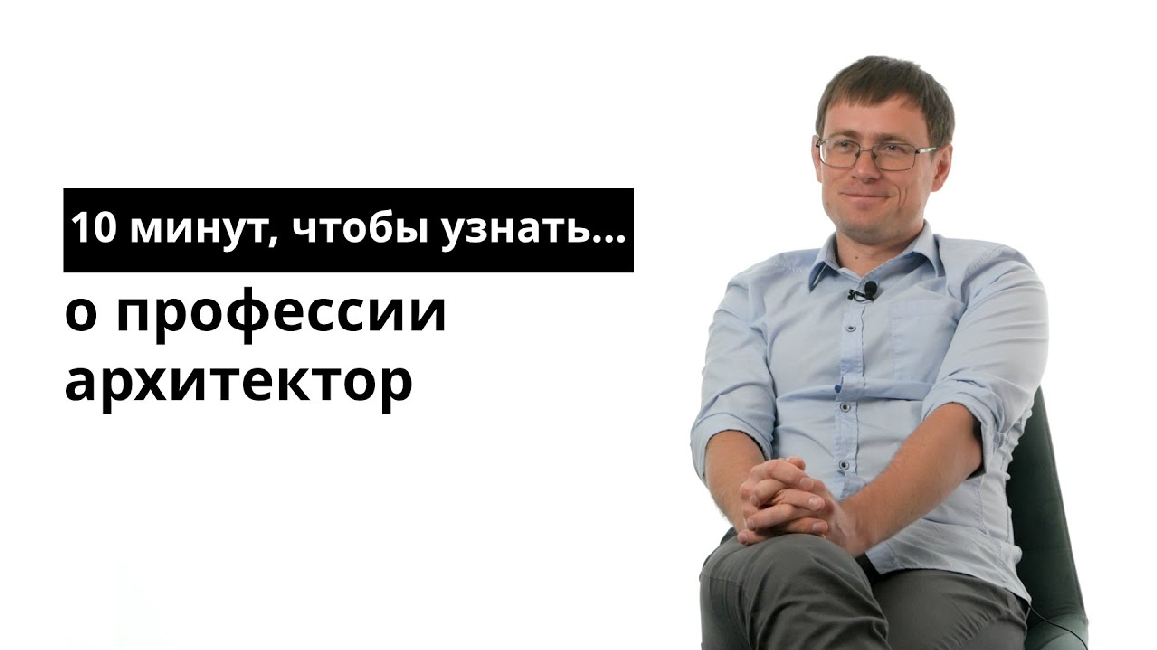 10 минут, чтобы узнать...
о профессии
архитектор